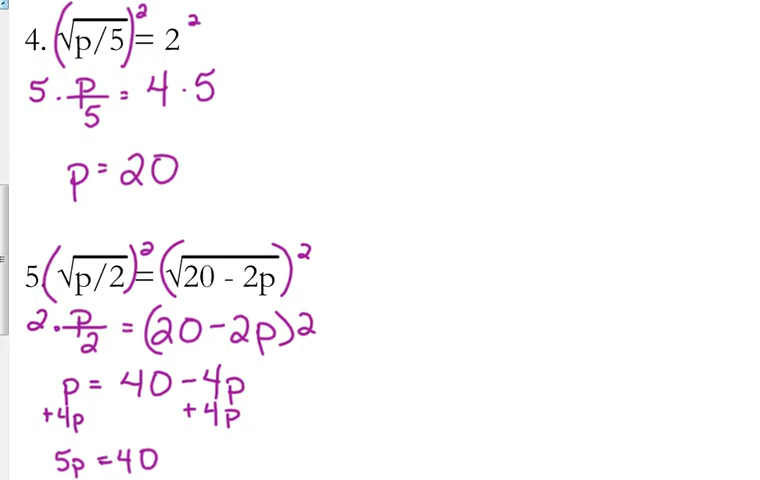 4. (√p/5)² = 2²
5 · p/5 = 4 · 5
p = 20
5. (√p/2)² = (√20 - 2p)²
2 · p/2 = (20 - 2p)2
p = 40 - 4p
+4p +4p
5p = 40